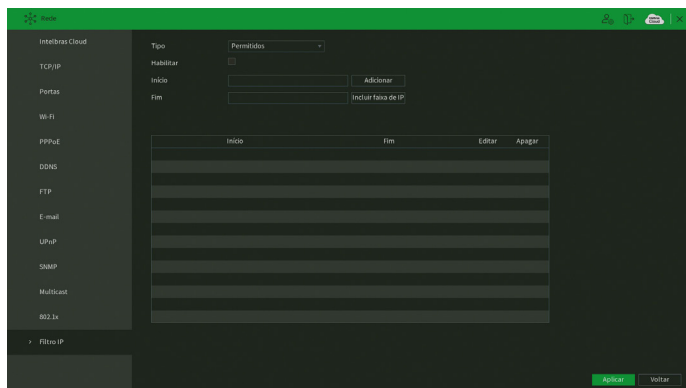 Rede
Intelbras Cloud
TCP/IP
Portas
Wi-Fi
PPPoE
DDNS
FTP
E-mail
UPnP
SNMP
Multicast
802.1x
> Filtro IP
Tipo Permitidos
Habilitar
Início Adicionar
Fim Incluir faixa de IP
Início Fim Editar Apagar
Aplicar Voltar